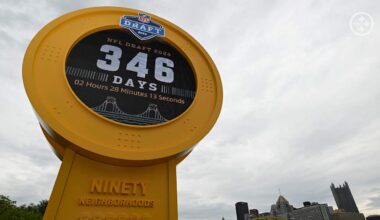 NFL
DRAFT
NFL DRAFT 2026
346
DAYS
02 Hours 28 Minutes 13 Seconds
NINETY
NEIGHBORHOODS